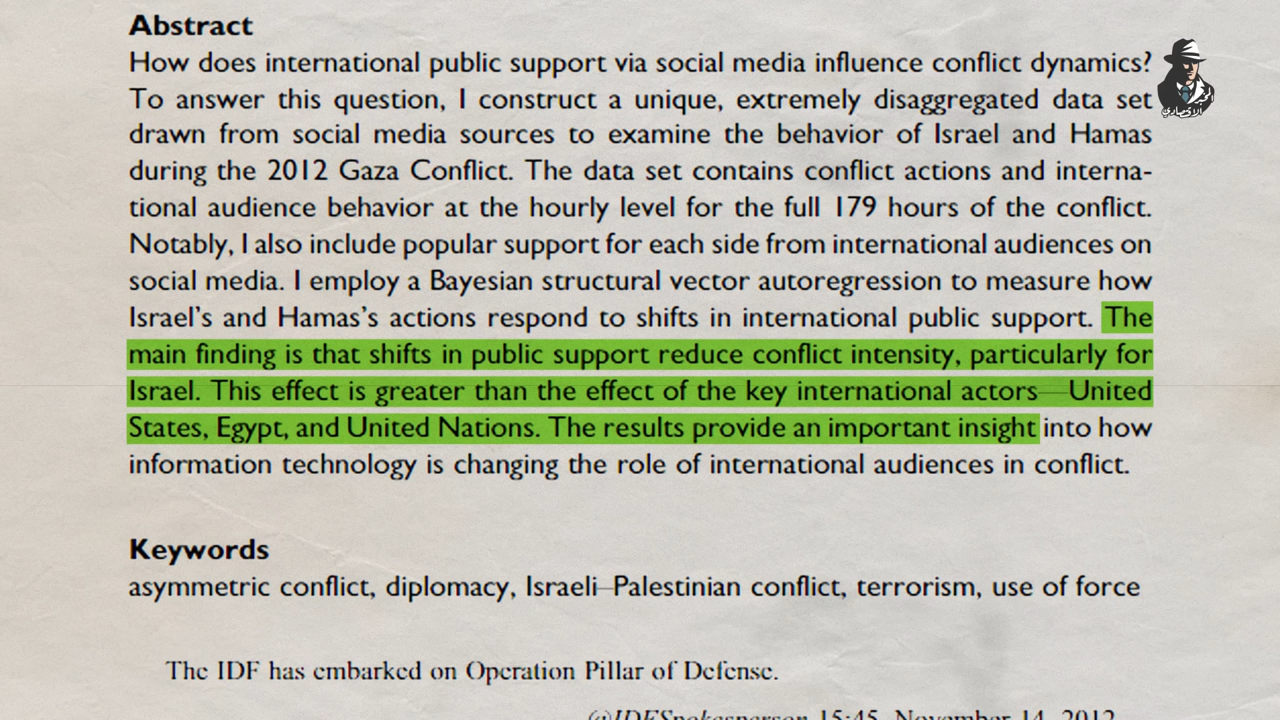 Abstract
How does international public support via social media influence conflict dynamics?
To answer this question, I construct a unique, extremely disaggregated data set
drawn from social media sources to examine the behavior of Israel and Hamas
during the 2012 Gaza Conflict. The data set contains conflict actions and interna-
tional audience behavior at the hourly level for the full 179 hours of the conflict.
Notably, I also include popular support for each side from international audiences on
social media. I employ a Bayesian structural vector autoregression to measure how
Israel's and Hamas's actions respond to shifts in international public support. The
main finding is that shifts in public support reduce conflict intensity, particularly for
Israel. This effect is greater than the effect of the key international actors—United
States, Egypt, and United Nations. The results provide an important insight into how
information technology is changing the role of international audiences in conflict.
Keywords
asymmetric conflict, diplomacy, Israeli–Palestinian conflict, terrorism, use of force
The IDF has embarked on Operation Pillar of Defense.
@IDFSpokesperson 15:45, November 14, 2012
المخبر
الاقتصادي